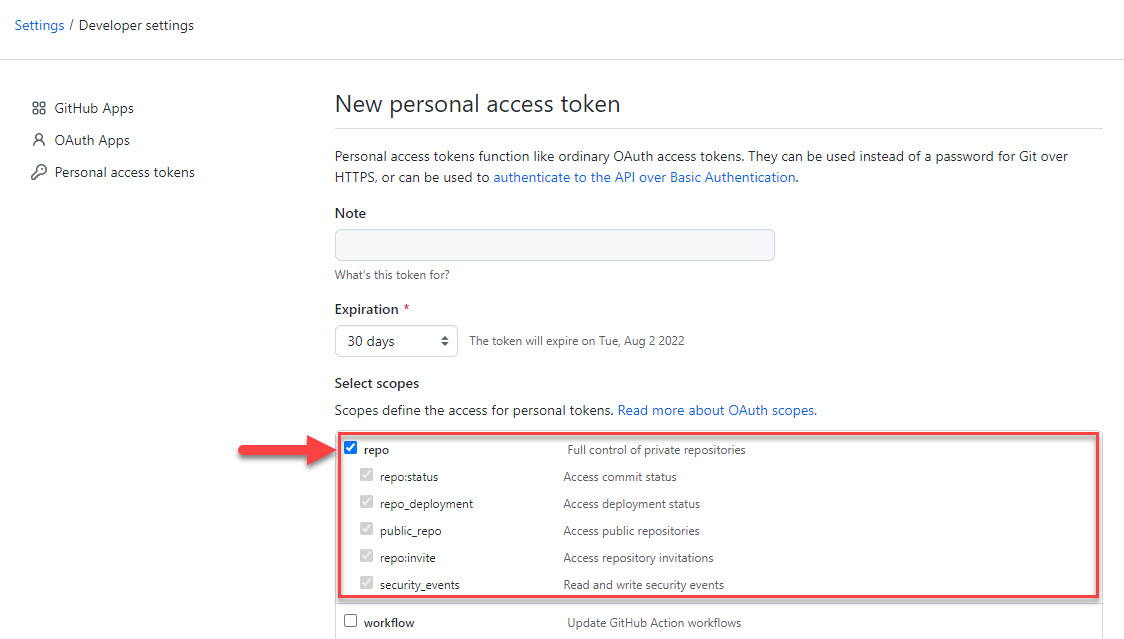 Settings / Developer settings
GitHub Apps
OAuth Apps
Personal access tokens
New personal access token
Personal access tokens function like ordinary OAuth access tokens. They can be used instead of a password for Git over
HTTPS, or can be used to authenticate to the API over Basic Authentication.
Note
What's this token for?
Expiration *
30 days The token will expire on Tue, Aug 2 2022
Select scopes
Scopes define the access for personal tokens. Read more about OAuth scopes.
repo Full control of private repositories
repo:status Access commit status
repo_deployment Access deployment status
public_repo Access public repositories
repo:invite Access repository invitations
security_events Read and write security events
workflow Update GitHub Action workflows